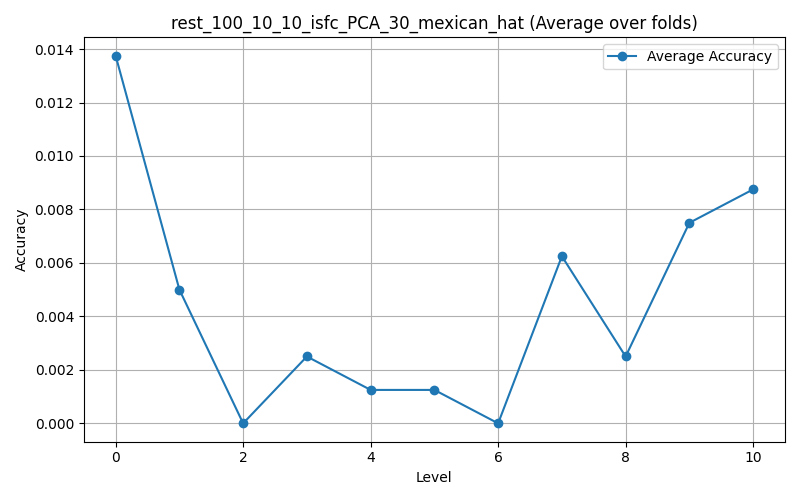 rest_100_10_10_isfc_PCA_30_mexican_hat (Average over folds)
Average Accuracy
0.014
0.012
0.010
0.008
0.006
0.004
0.002
0.000
Accuracy
0 2 4 6 8 10
Level